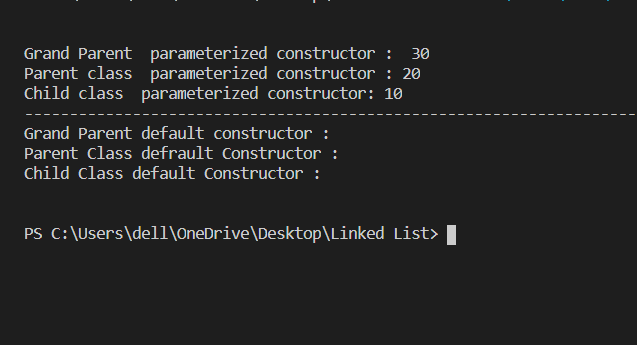 Grand Parent  parameterized constructor :  30
Parent class  parameterized constructor : 20
Child class  parameterized constructor: 10
--------------------------------------------------------------------
Grand Parent default constructor :
Parent Class defrault Constructor :
Child Class default Constructor :
PS C:\Users\dell\OneDrive\Desktop\Linked List>